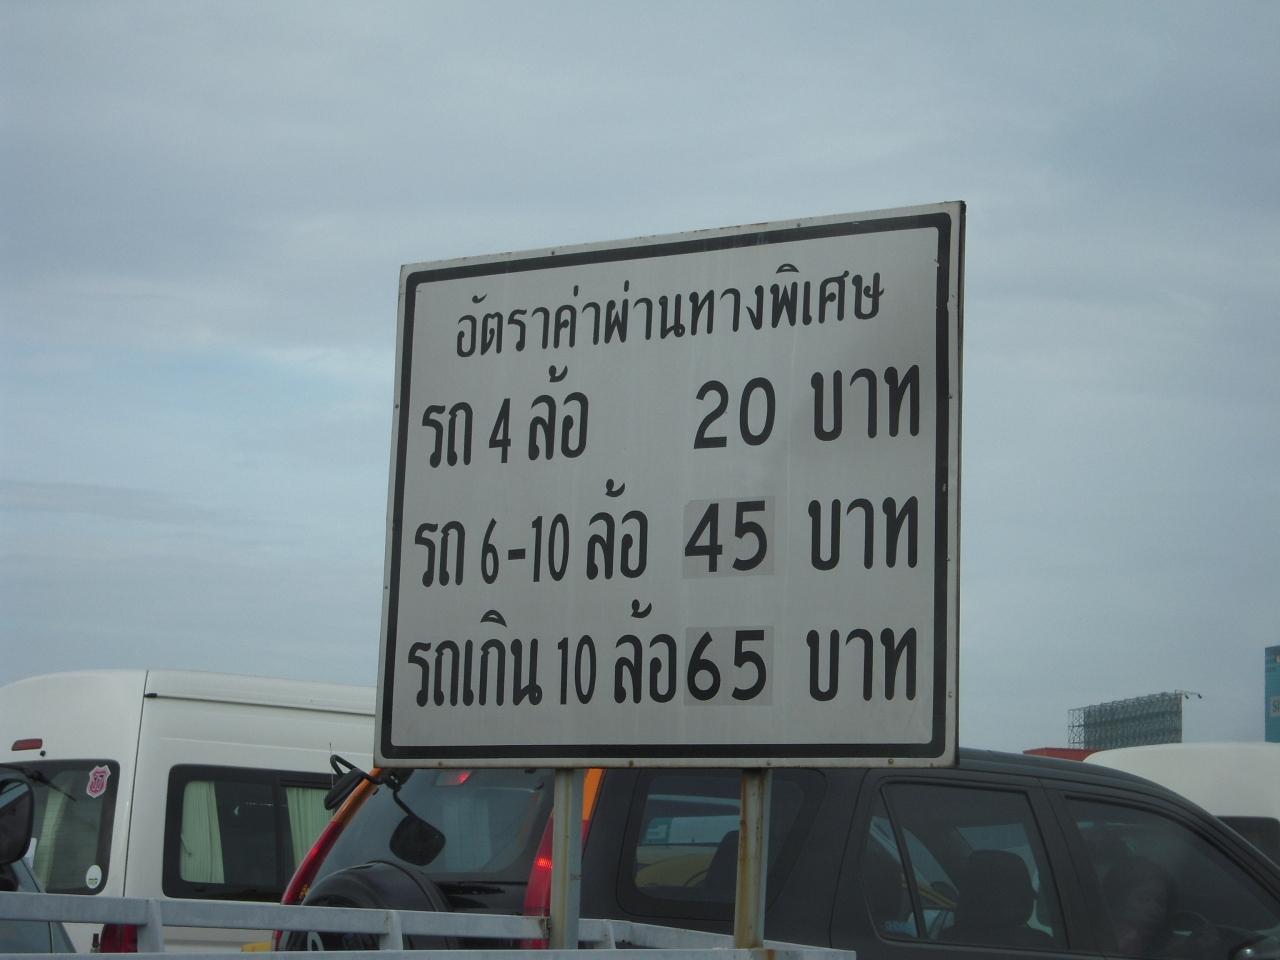 อัตราค่าผ่านทางพิเศษ
รถ 4 ล้อ 20 บาท
รถ 6-10 ล้อ 45 บาท
รถเกิน 10 ล้อ 65 บาท